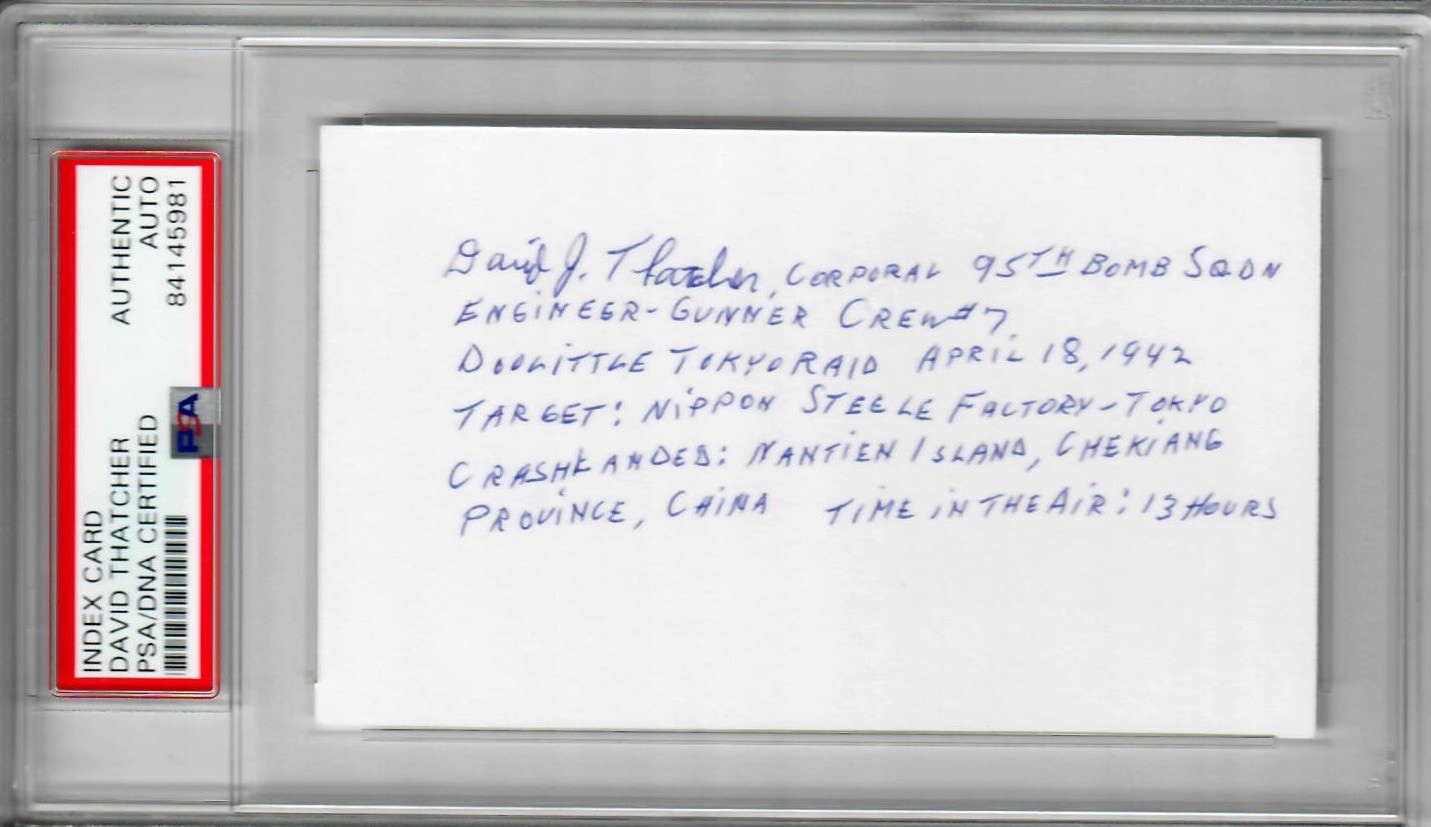 INDEX CARD AUTHENTIC
DAVID THATCHER AUTO
PSA/DNA CERTIFIED 84145981
PSA
David J. Thatcher, CORPORAL 95TH BOMB SQDN
ENGINEER-GUNNER CREW #7
DOOLITTLE TOKYO RAID APRIL 18, 1942
TARGET: NIPPON STEELE FACTORY - TOKYO
CRASHLANDED: NANTIEN ISLAND, CHEKIANG
PROVINCE, CHINA TIME IN THE AIR: 13 HOURS